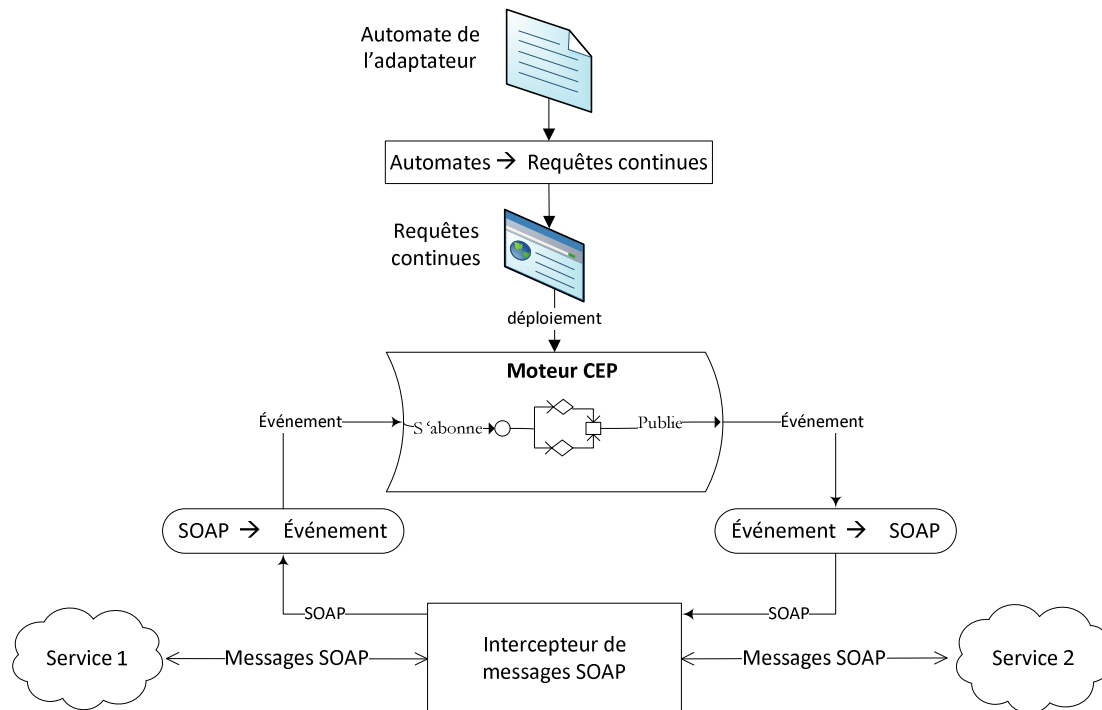 Automate de
l’adaptateur
Automates → Requêtes continues
Requêtes
continues
déploiement
Moteur CEP
Événement
S ‘abonne
Publie
Événement
SOAP → Événement
Événement → SOAP
SOAP
SOAP
Service 1
Messages SOAP
Intercepteur de
messages SOAP
Messages SOAP
Service 2